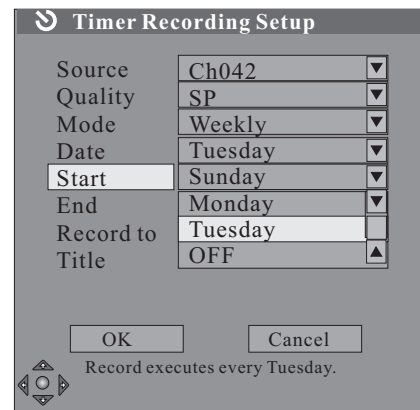 Timer Recording Setup
Source Ch042
Quality SP
Mode Weekly
Date Tuesday
Start Sunday
End Monday
Record to Tuesday
Title OFF
OK Cancel
Record executes every Tuesday.